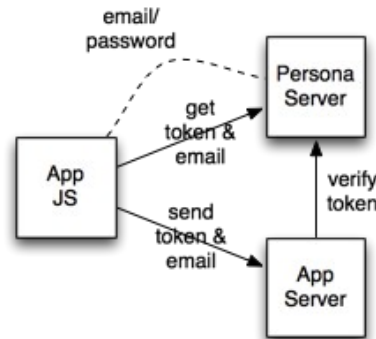 email/
password
Persona
Server
get
token &
email
App
JS
verify
token
send
token &
email
App
Server